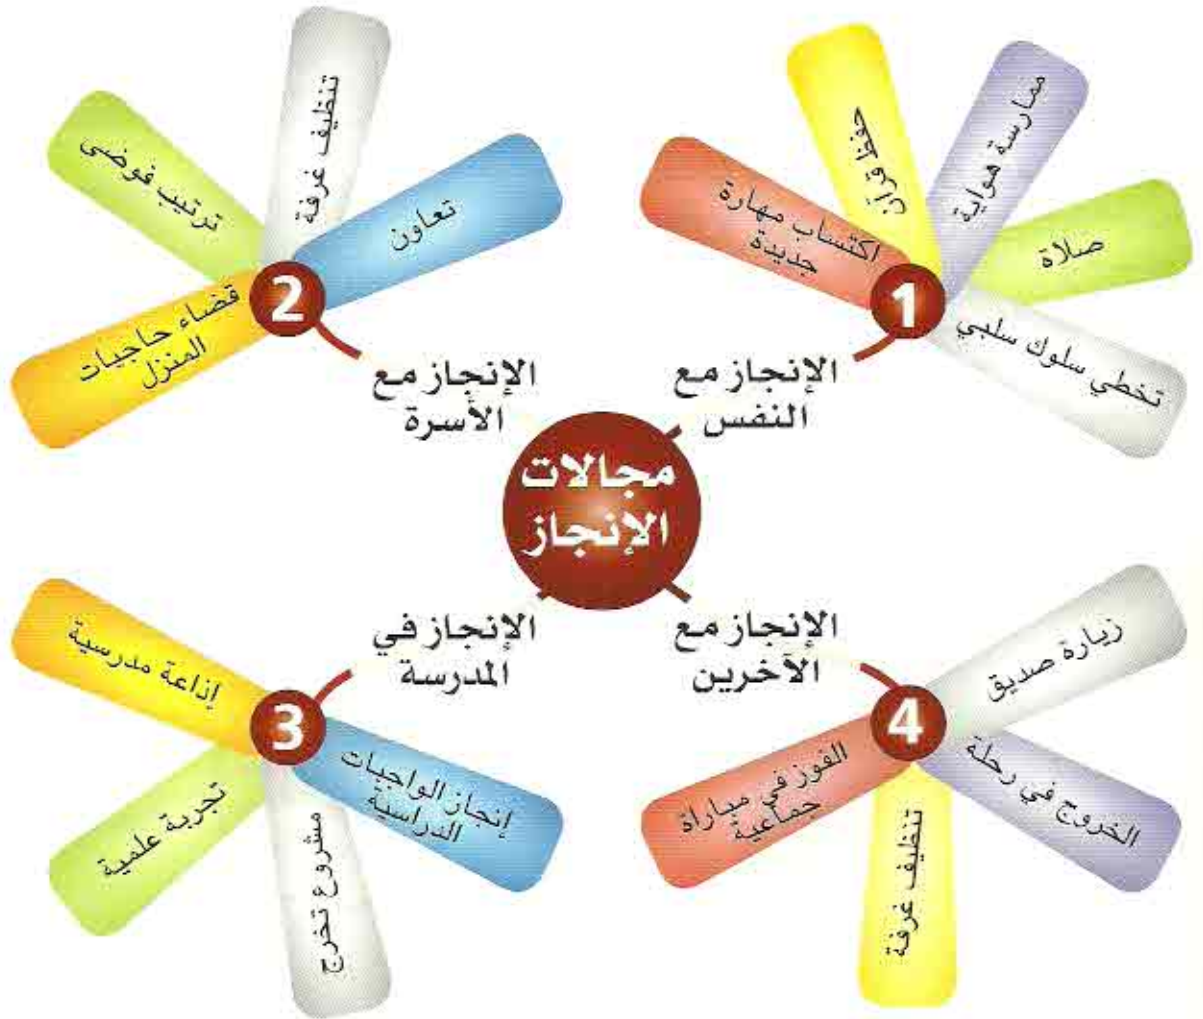 مجالات
الإنجاز
1
الإنجاز مع
النفس
اكتساب مهارة
جديدة
حفظ قرآن
ممارسة هواية
صلاة
تخطي سلوك سلبي
2
الإنجاز مع
الأسرة
قضاء حاجيات
المنزل
ترتيب فوضى
تنظيف غرفة
تعاون
3
الإنجاز في
المدرسة
إذاعة مدرسية
تجربة علمية
مشروع تخرج
إنجاز الواجبات
الدراسية
4
الإنجاز مع
الآخرين
زيارة صديق
الخروج في رحلة
تنظيف غرفة
الفوز في مباراة
جماعية